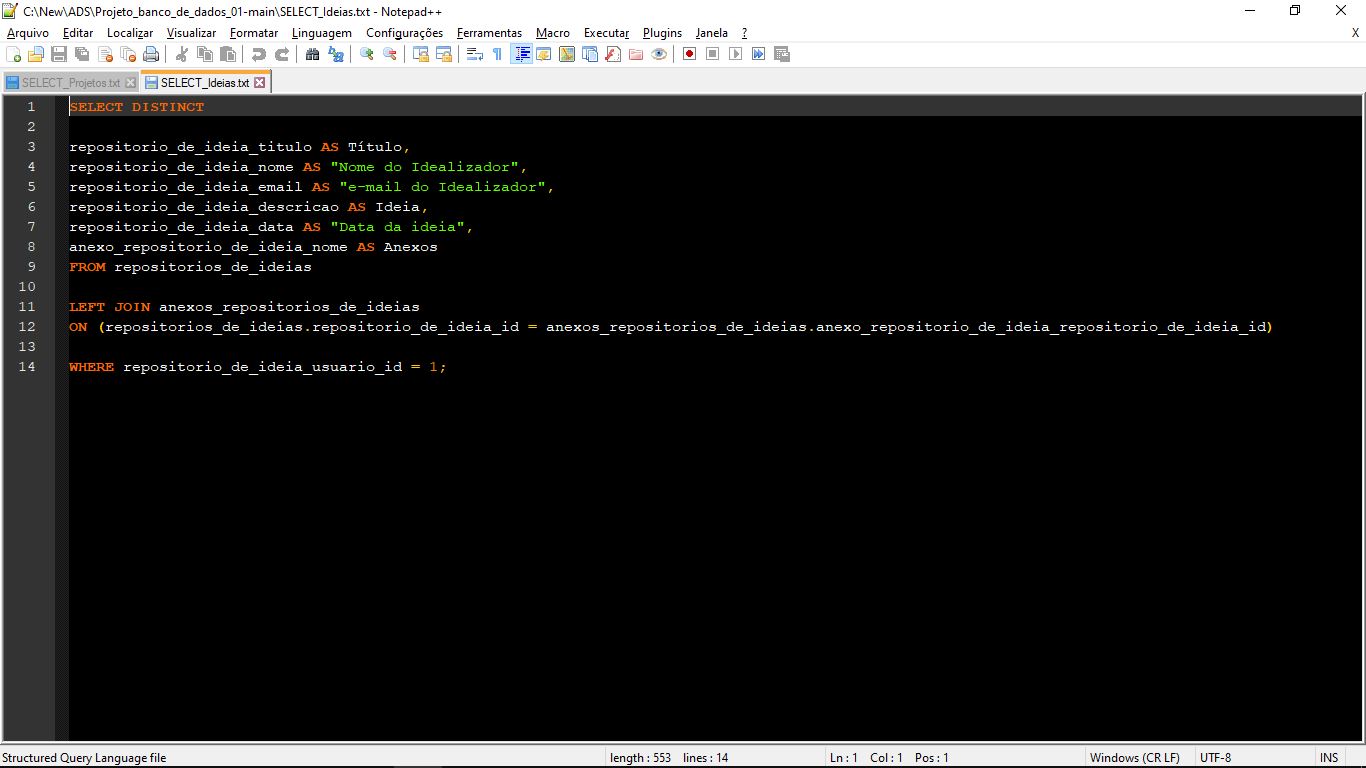 C:\New\ADS\Projeto_banco_de_dados_01-main\SELECT_Ideias.txt - Notepad++
Arquivo Editar Localizar Visualizar Formatar Linguagem Configurações Ferramentas Macro Executar Plugins Janela ? X
SELECT_Projetos.txt SELECT_Ideias.txt
1 SELECT DISTINCT
2
3 repositorio_de_ideia_titulo AS Título,
4 repositorio_de_ideia_nome AS "Nome do Idealizador",
5 repositorio_de_ideia_email AS "e-mail do Idealizador",
6 repositorio_de_ideia_descricao AS Ideia,
7 repositorio_de_ideia_data AS "Data da ideia",
8 anexo_repositorio_de_ideia_nome AS Anexos
9 FROM repositorios_de_ideias
10
11 LEFT JOIN anexos_repositorios_de_ideias
12 ON (repositorios_de_ideias.repositorio_de_ideia_id = anexos_repositorios_de_ideias.anexo_repositorio_de_ideia_repositorio_de_ideia_id)
13
14 WHERE repositorio_de_ideia_usuario_id = 1;
Structured Query Language file length : 553 lines : 14 Ln : 1 Col : 1 Pos : 1 Windows (CR LF) UTF-8 INS